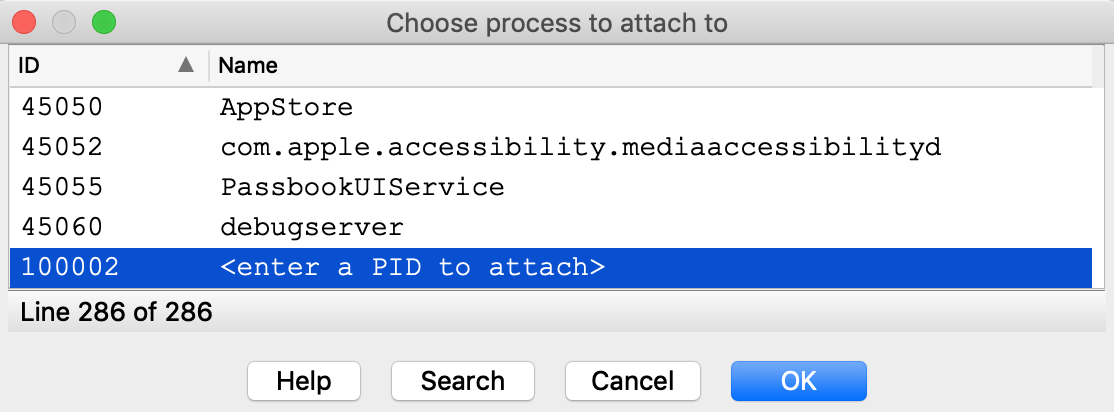 Choose process to attach to
ID Name
45050 AppStore
45052 com.apple.accessibility.mediaaccessibilityd
45055 PassbookUIService
45060 debugserver
100002 <enter a PID to attach>
Line 286 of 286
Help Search Cancel OK